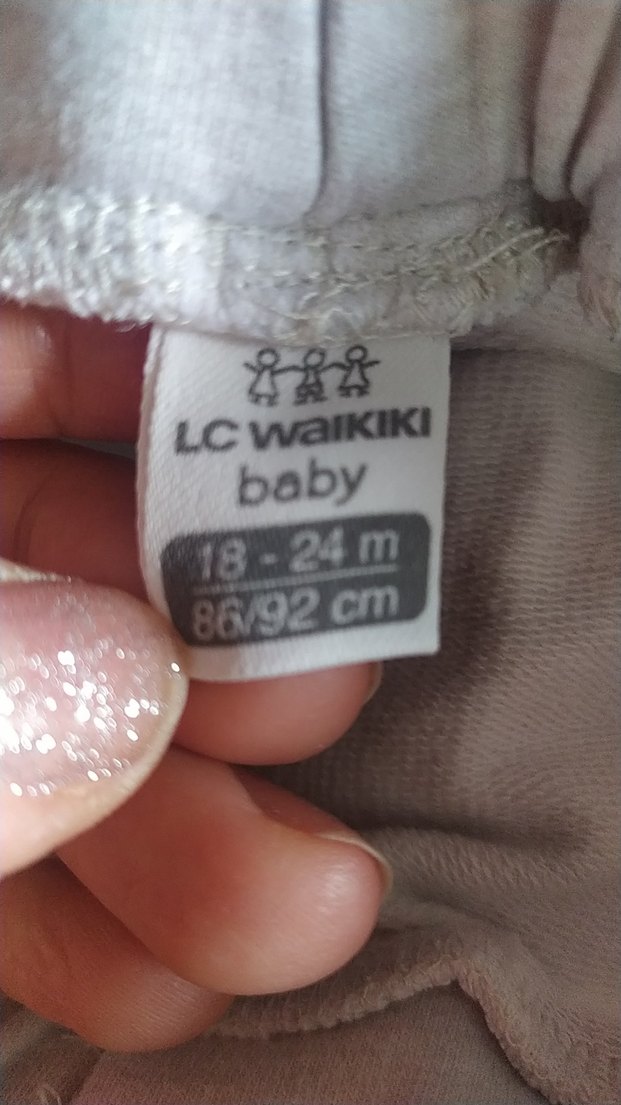 LC WAIKIKI
baby
18 - 24 m
86/92 cm